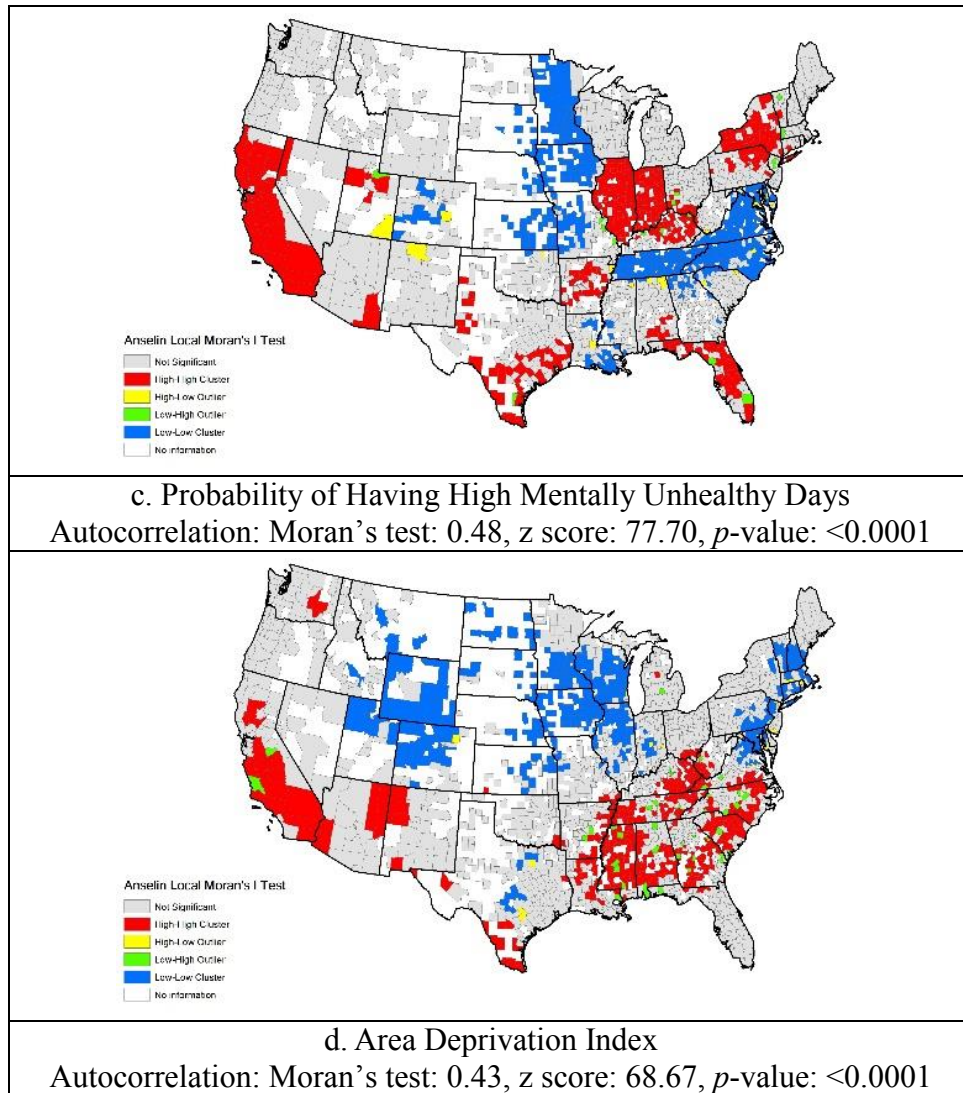 Anselin Local Moran's I Test
Not Significant
High-High Cluster
High-Low Outlier
Low-High Outlier
Low-Low Cluster
No information
c. Probability of Having High Mentally Unhealthy Days
Autocorrelation: Moran’s test: 0.48, z score: 77.70, p-value: <0.0001
Anselin Local Moran's I Test
Not Significant
High-High Cluster
High-Low Outlier
Low-High Outlier
Low-Low Cluster
No information
d. Area Deprivation Index
Autocorrelation: Moran’s test: 0.43, z score: 68.67, p-value: <0.0001